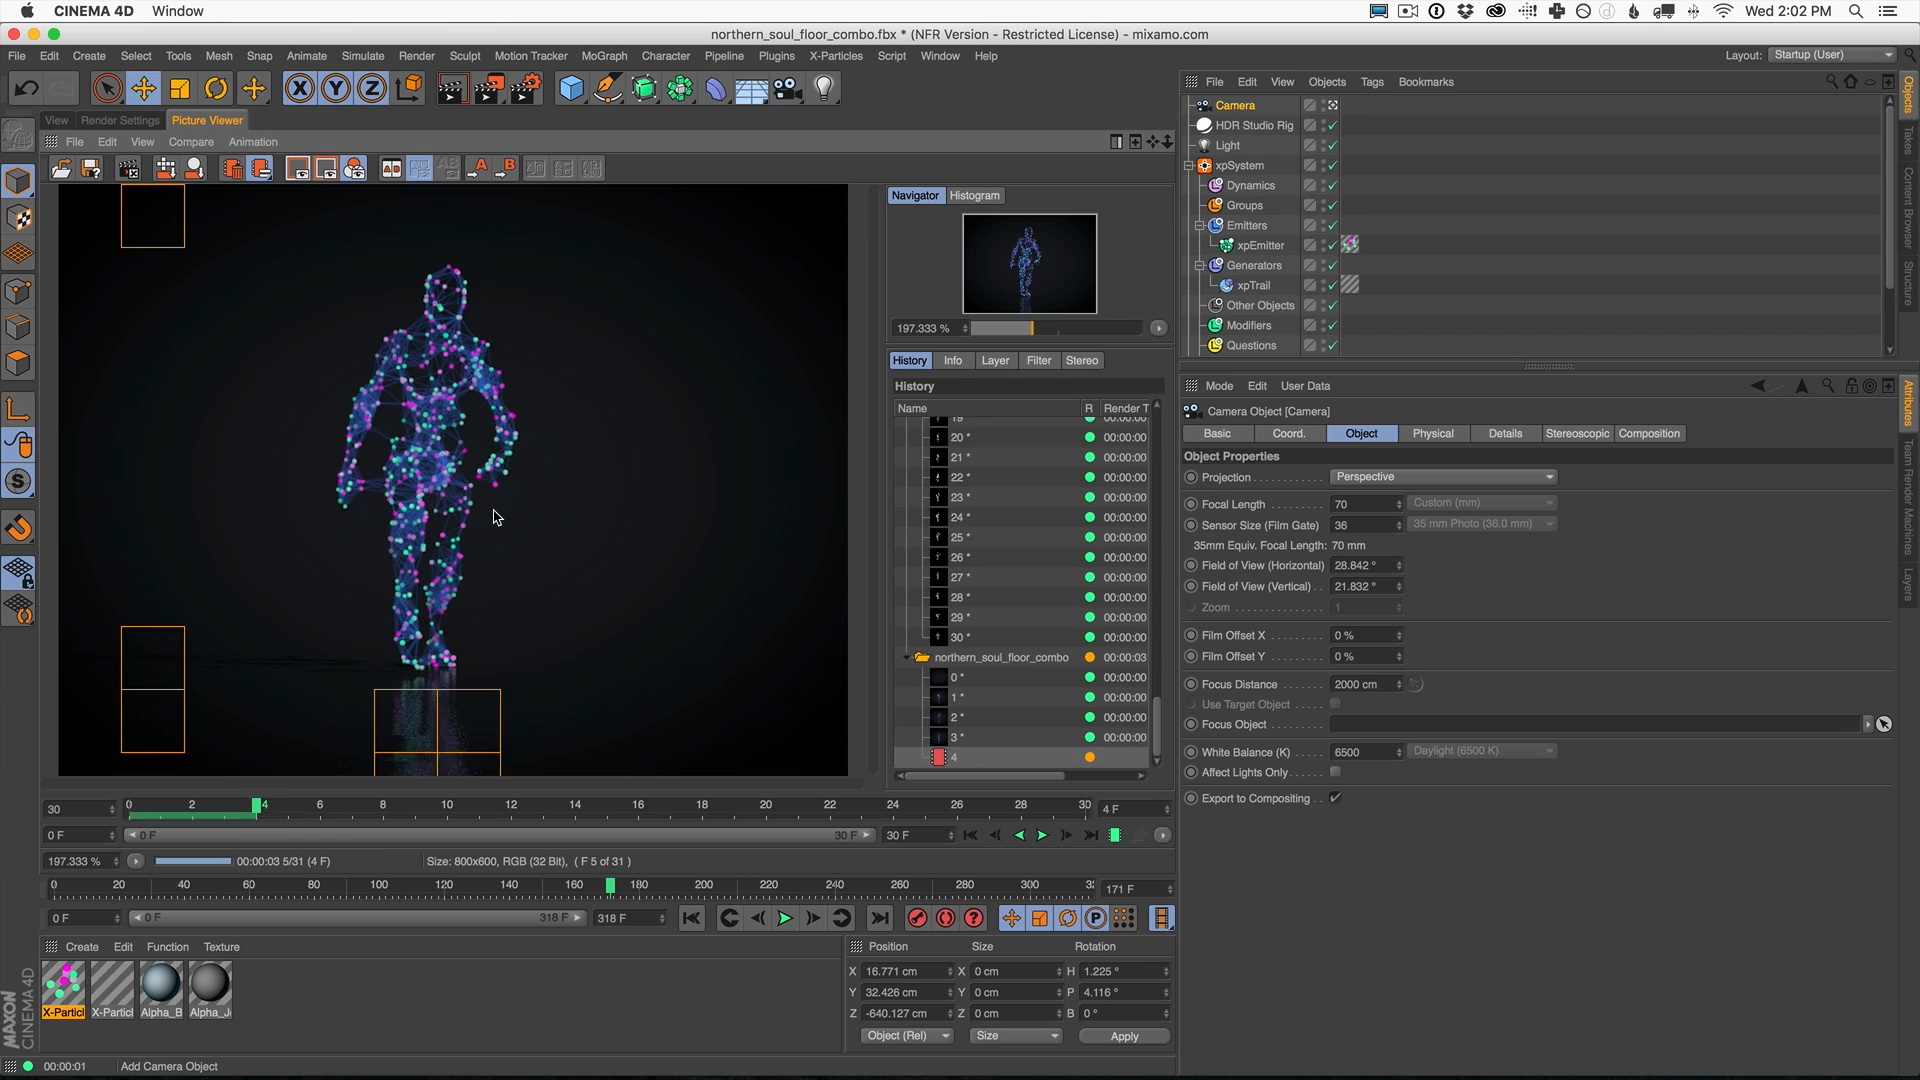 CINEMA 4D Window
Wed 2:02 PM
northern_soul_floor_combo.fbx * (NFR Version - Restricted License) - mixamo.com
File Edit Create Select Tools Mesh Snap Animate Simulate Render Sculpt Motion Tracker MoGraph Character Pipeline Plugins X-Particles Script Window Help
Layout: Startup (User)
X Y Z
View Render Settings Picture Viewer
File Edit View Compare Animation
Navigator Histogram
197.333 %
History Info Layer Filter Stereo
History
Name R Render T
19
20 * 00:00:00
21 * 00:00:00
22 * 00:00:00
23 * 00:00:00
24 * 00:00:00
25 * 00:00:00
26 * 00:00:00
27 * 00:00:00
28 * 00:00:00
29 * 00:00:00
30 * 00:00:00
northern_soul_floor_combo 00:00:03
0 * 00:00:00
1 * 00:00:00
2 * 00:00:00
3 * 00:00:00
4
File Edit View Objects Tags Bookmarks
Camera
HDR Studio Rig
Light
xpSystem
Dynamics
Groups
Emitters
xpEmitter
Generators
xpTrail
Other Objects
Modifiers
Questions
Objects
Takes
Content Browser
Structure
Mode Edit User Data
Camera Object [Camera]
Basic Coord. Object Physical Details Stereoscopic Composition
Object Properties
Projection Perspective
Focal Length 70 Custom (mm)
Sensor Size (Film Gate) 36 35 mm Photo (36.0 mm)
35mm Equiv. Focal Length: 70 mm
Field of View (Horizontal) 28.842 °
Field of View (Vertical) 21.832 °
Zoom 1
Film Offset X 0 %
Film Offset Y 0 %
Focus Distance 2000 cm
Use Target Object
Focus Object
White Balance (K) 6500 Daylight (6500 K)
Affect Lights Only
Export to Compositing
Attributes
Team Render Machines
Layers
30 0 2 4 6 8 10 12 14 16 18 20 22 24 26 28 30 4 F
0 F 0 F 30 F 30 F
197.333 % 00:00:03 5/31 (4 F) Size: 800x600, RGB (32 Bit), ( F 5 of 31 )
0 20 40 60 80 100 120 140 160 180 200 220 240 260 280 300 171 F
0 F 0 F 318 F 318 F
Create Edit Function Texture
X-Particl X-Particl Alpha_B
Position Size Rotation
X 16.771 cm X 0 cm H 1.225 °
Y 32.426 cm Y 0 cm P 4.116 °
Z -640.127 cm Z 0 cm B 0 °
Object (Rel) Size Apply
MAXON
CINEMA 4D
00:00:01 Add Camera Object